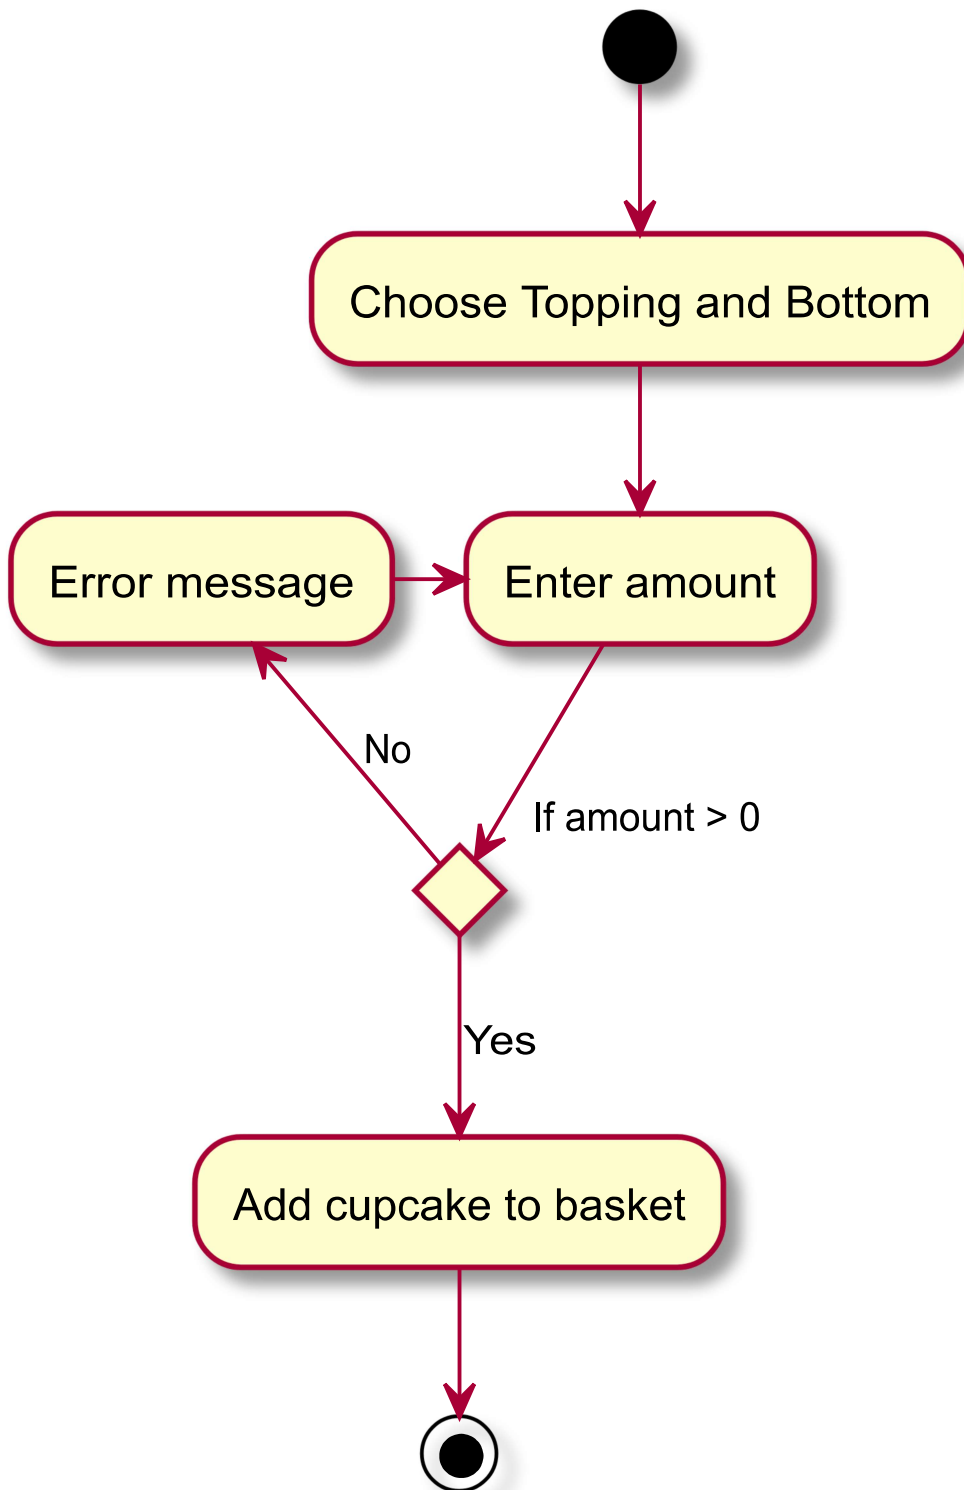 Choose Topping and Bottom
Error message
Enter amount
No
If amount > 0
Yes
Add cupcake to basket